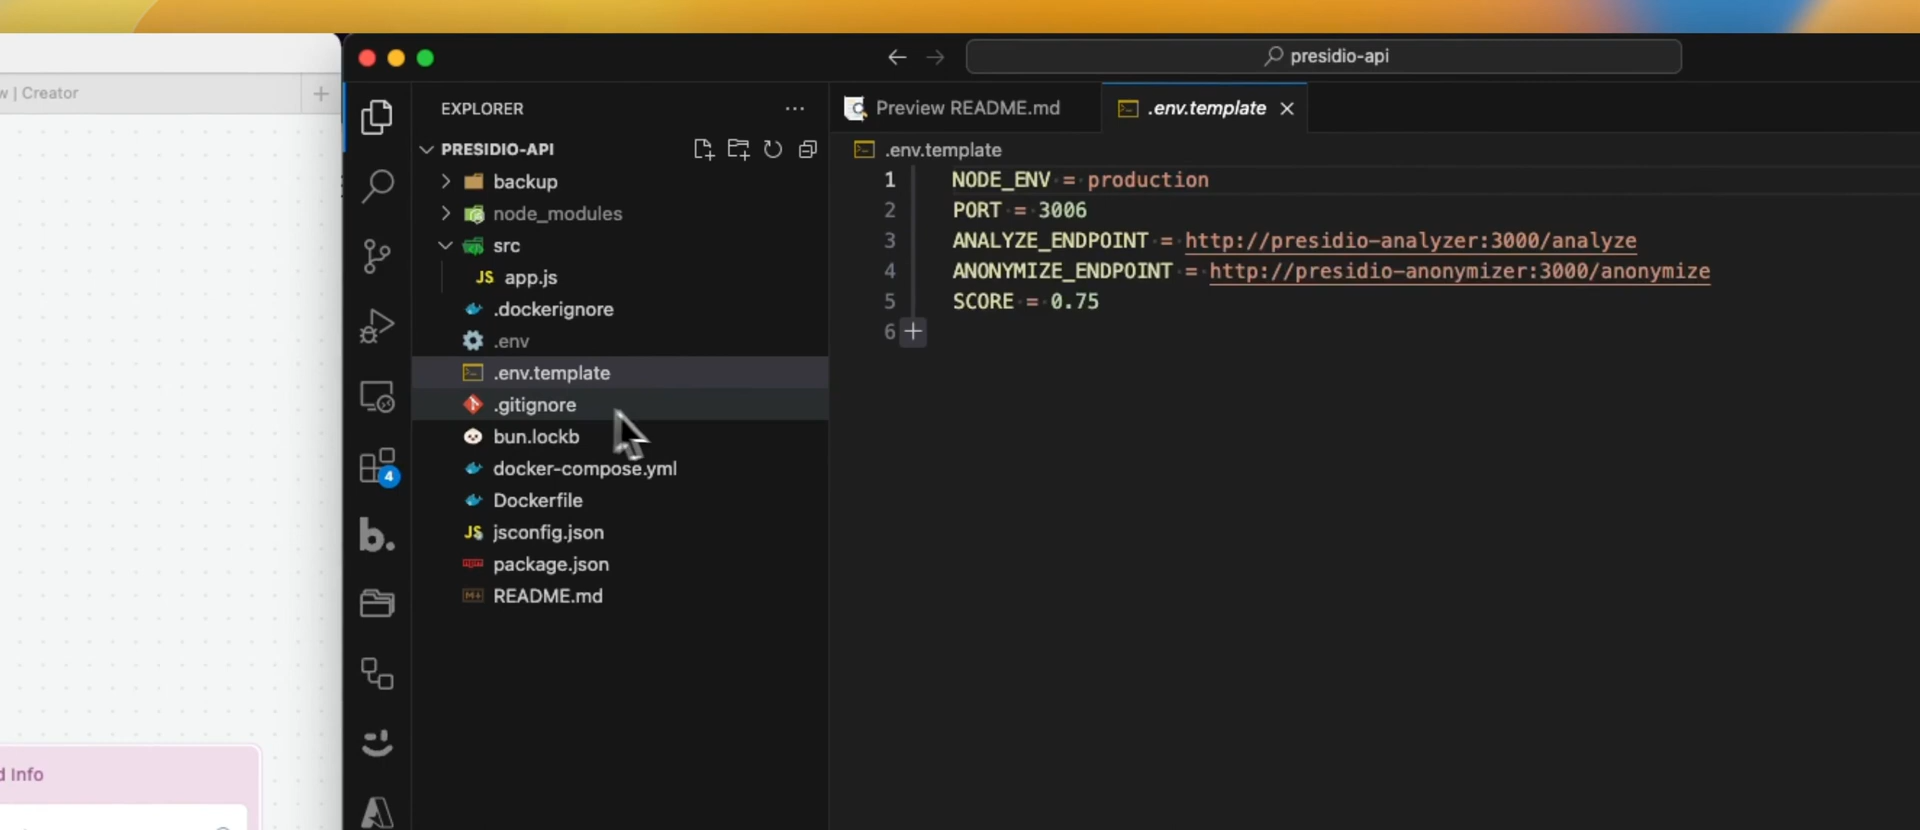 | Creator
presidio-api
EXPLORER
Preview README.md
.env.template
PRESIDIO-API
.env.template
backup
node_modules
src
JS app.js
.dockerignore
.env
.env.template
.gitignore
bun.lockb
docker-compose.yml
Dockerfile
JS jsconfig.json
package.json
README.md
1 NODE_ENV = production
2 PORT = 3006
3 ANALYZE_ENDPOINT = http://presidio-analyzer:3000/analyze
4 ANONYMIZE_ENDPOINT = http://presidio-anonymizer:3000/anonymize
5 SCORE = 0.75
6
4
b.
Info